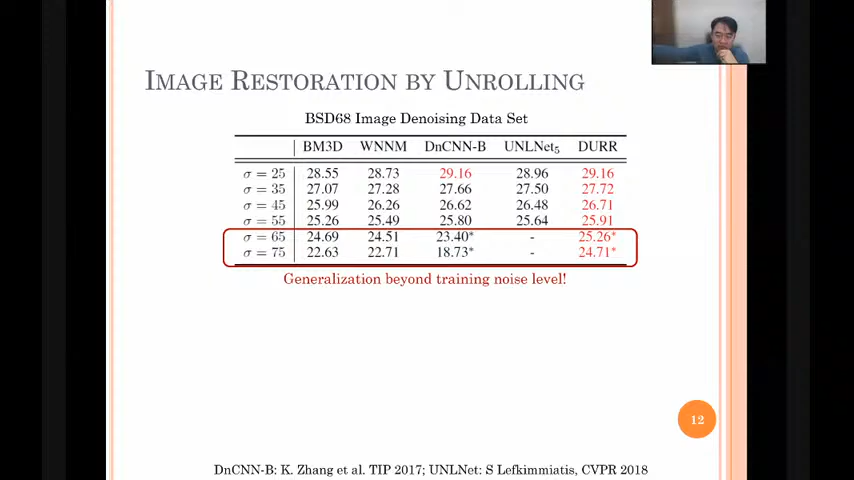 IMAGE RESTORATION BY UNROLLING
BSD68 Image Denoising Data Set
BM3D WNNM DnCNN-B UNLNet5 DURR
σ = 25 28.55 28.73 29.16 28.96 29.16
σ = 35 27.07 27.28 27.66 27.50 27.72
σ = 45 25.99 26.26 26.62 26.48 26.71
σ = 55 25.26 25.49 25.80 25.64 25.91
σ = 65 24.69 24.51 23.40* - 25.26*
σ = 75 22.63 22.71 18.73* - 24.71*
Generalization beyond training noise level!
12
DnCNN-B: K. Zhang et al. TIP 2017; UNLNet: S Lefkimmiatis, CVPR 2018